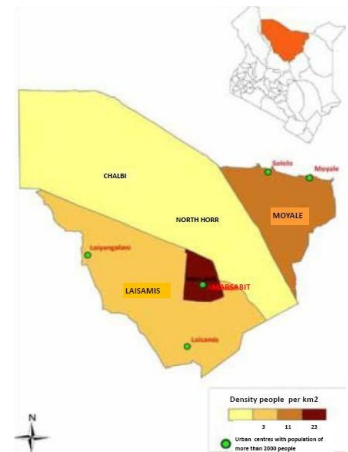 Sololo
Moyale
CHALBI
NORTH HORR
MOYALE
Loiyangalani
LAISAMIS
MARSABIT
Laisamis
Density people per km2
3 11 23
N
Urban centres with population of
more than 2000 people